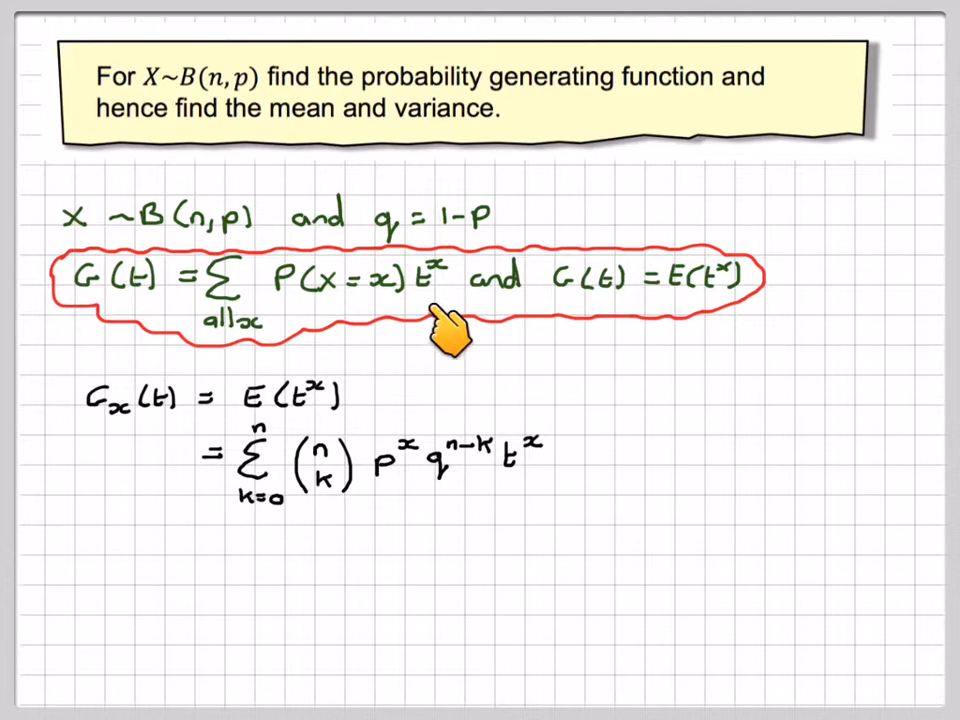 For X~B(n,p) find the probability generating function and
hence find the mean and variance.
x ~B(n,p) and q = 1-p
G(t) = ∑ P(X=x) t^x and G(t) = E(t^x)
all x
G_x(t) = E(t^x)
= ∑_{k=0}^{n} (n k) p^x q^{n-k} t^x